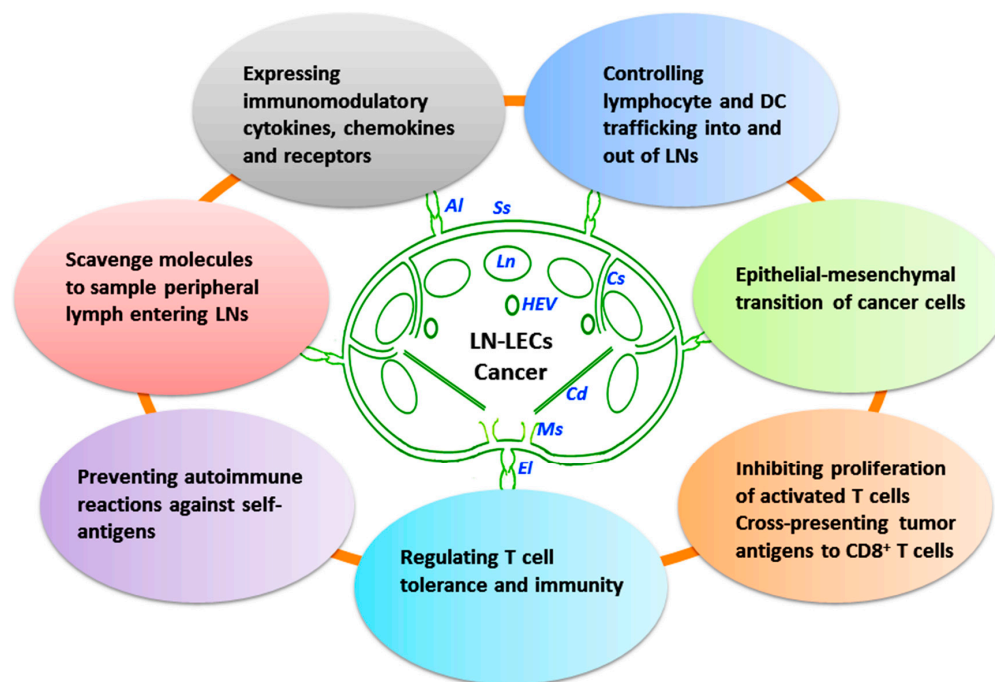 Expressing
immunomodulatory
cytokines, chemokines
and receptors
Controlling
lymphocyte and DC
trafficking into and
out of LNs
Scavenge molecules
to sample peripheral
lymph entering LNs
Al
Ss
Ln
Cs
HEV
LN-LECs
Cancer
Cd
Ms
El
Epithelial-mesenchymal
transition of cancer cells
Preventing autoimmune
reactions against self-
antigens
Regulating T cell
tolerance and immunity
Inhibiting proliferation
of activated T cells
Cross-presenting tumor
antigens to CD8⁺ T cells